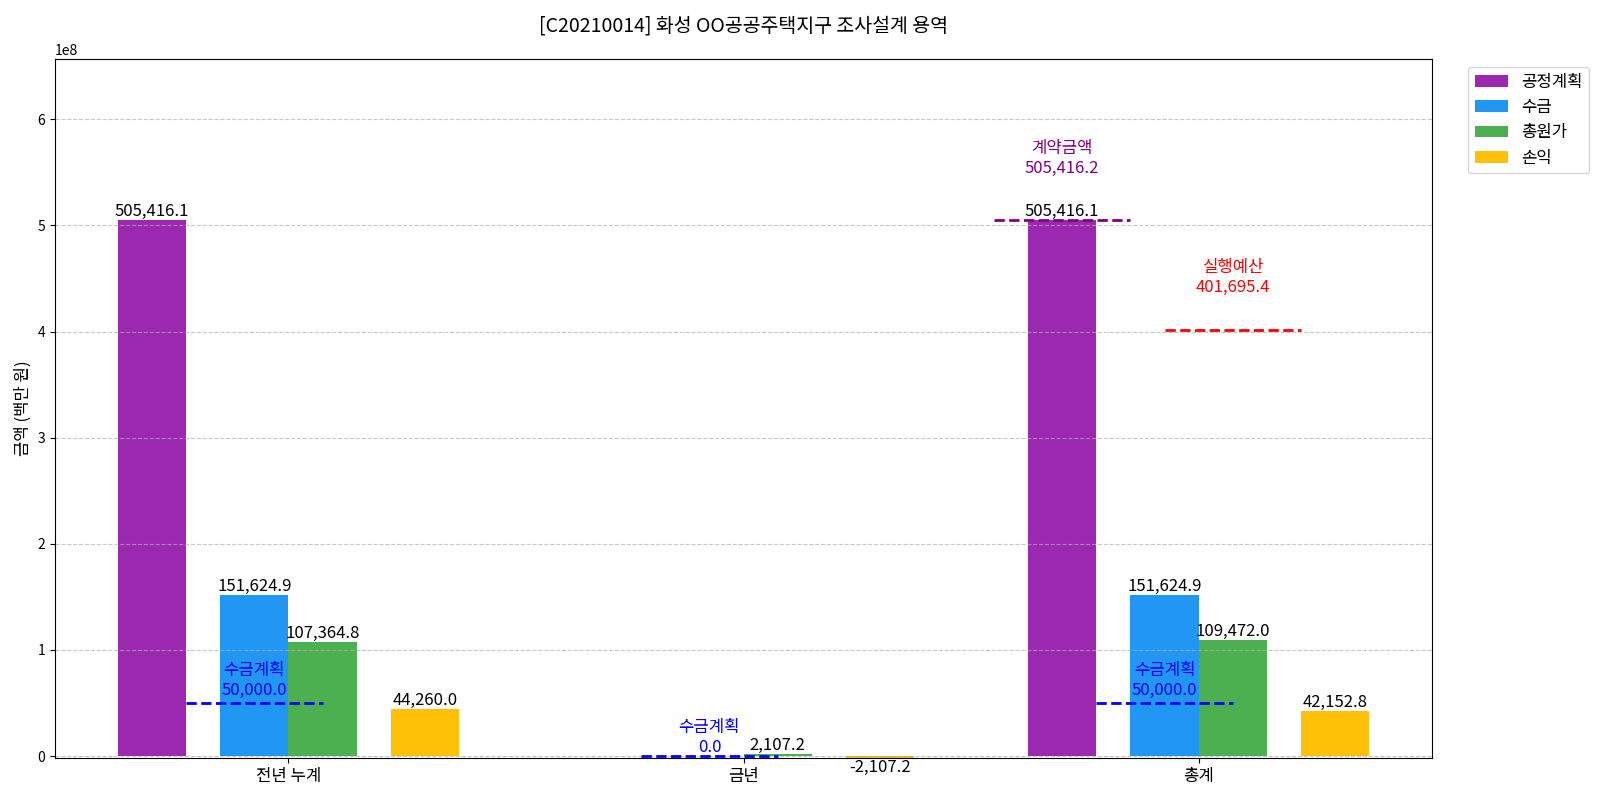 [C20210014] 화성 OO공공주택지구 조사설계 용역
1e8
공정계획
수금
총원가
손익
금액 (백만 원)
6
5
4
3
2
1
0
505,416.1
151,624.9
107,364.8
수금계획
50,000.0
44,260.0
수금계획
0.0
2,107.2
-2,107.2
계약금액
505,416.2
505,416.1
실행예산
401,695.4
151,624.9
109,472.0
수금계획
50,000.0
42,152.8
전년 누계
금년
총계